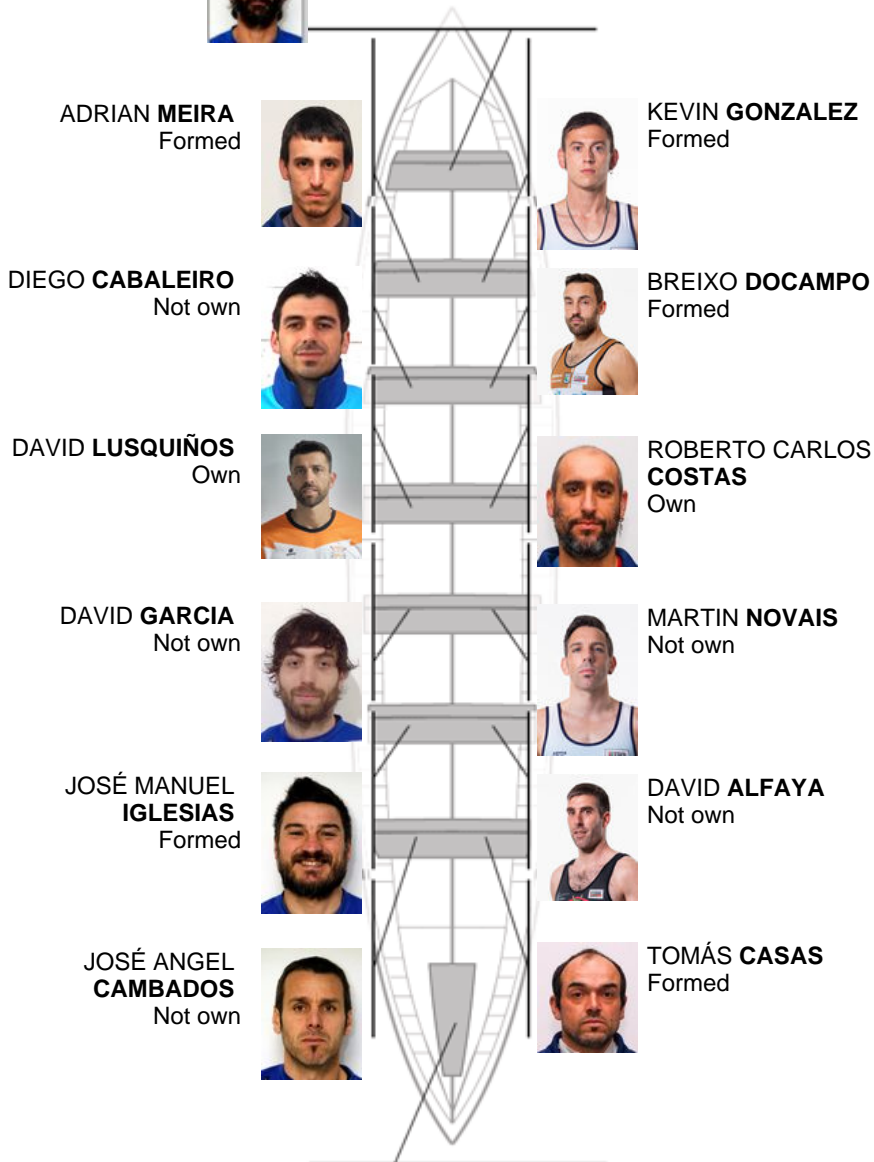 ADRIAN MEIRA
Formed
KEVIN GONZALEZ
Formed
DIEGO CABALEIRO
Not own
BREIXO DOCAMPO
Formed
DAVID LUSQUIÑOS
Own
ROBERTO CARLOS
COSTAS
Own
DAVID GARCIA
Not own
MARTIN NOVAIS
Not own
JOSÉ MANUEL
IGLESIAS
Formed
DAVID ALFAYA
Not own
JOSÉ ANGEL
CAMBADOS
Not own
TOMÁS CASAS
Formed